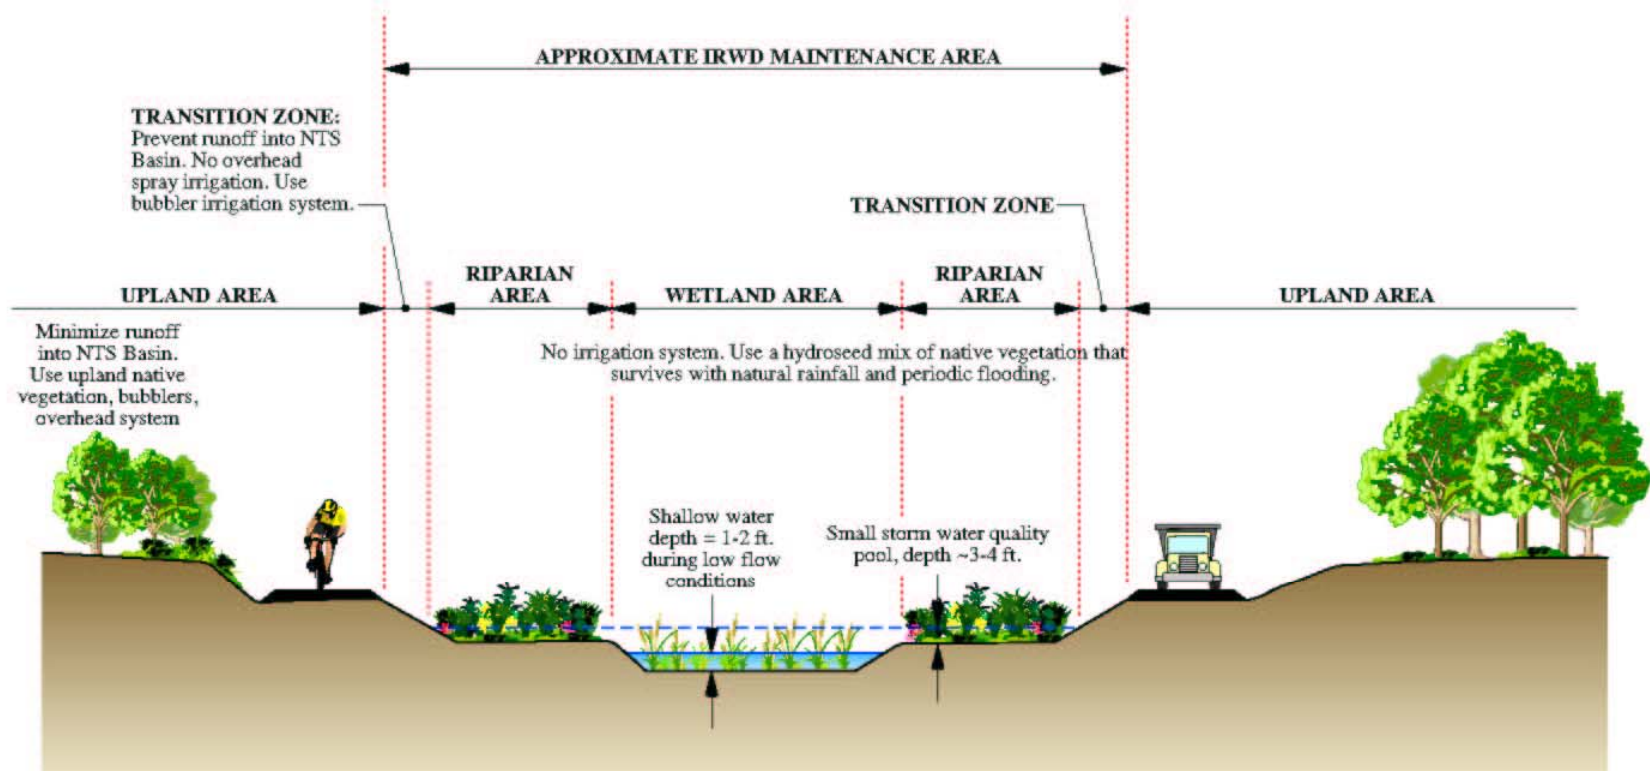 APPROXIMATE IRWD MAINTENANCE AREA
TRANSITION ZONE:
Prevent runoff into NTS
Basin. No overhead
spray irrigation. Use
bubbler irrigation system.
TRANSITION ZONE
UPLAND AREA
RIPARIAN
AREA
WETLAND AREA
RIPARIAN
AREA
UPLAND AREA
Minimize runoff
into NTS Basin.
Use upland native
vegetation, bubblers,
overhead system
No irrigation system. Use a hydroseed mix of native vegetation that
survives with natural rainfall and periodic flooding.
Shallow water
depth = 1-2 ft.
during low flow
conditions
Small storm water quality
pool, depth ~3-4 ft.